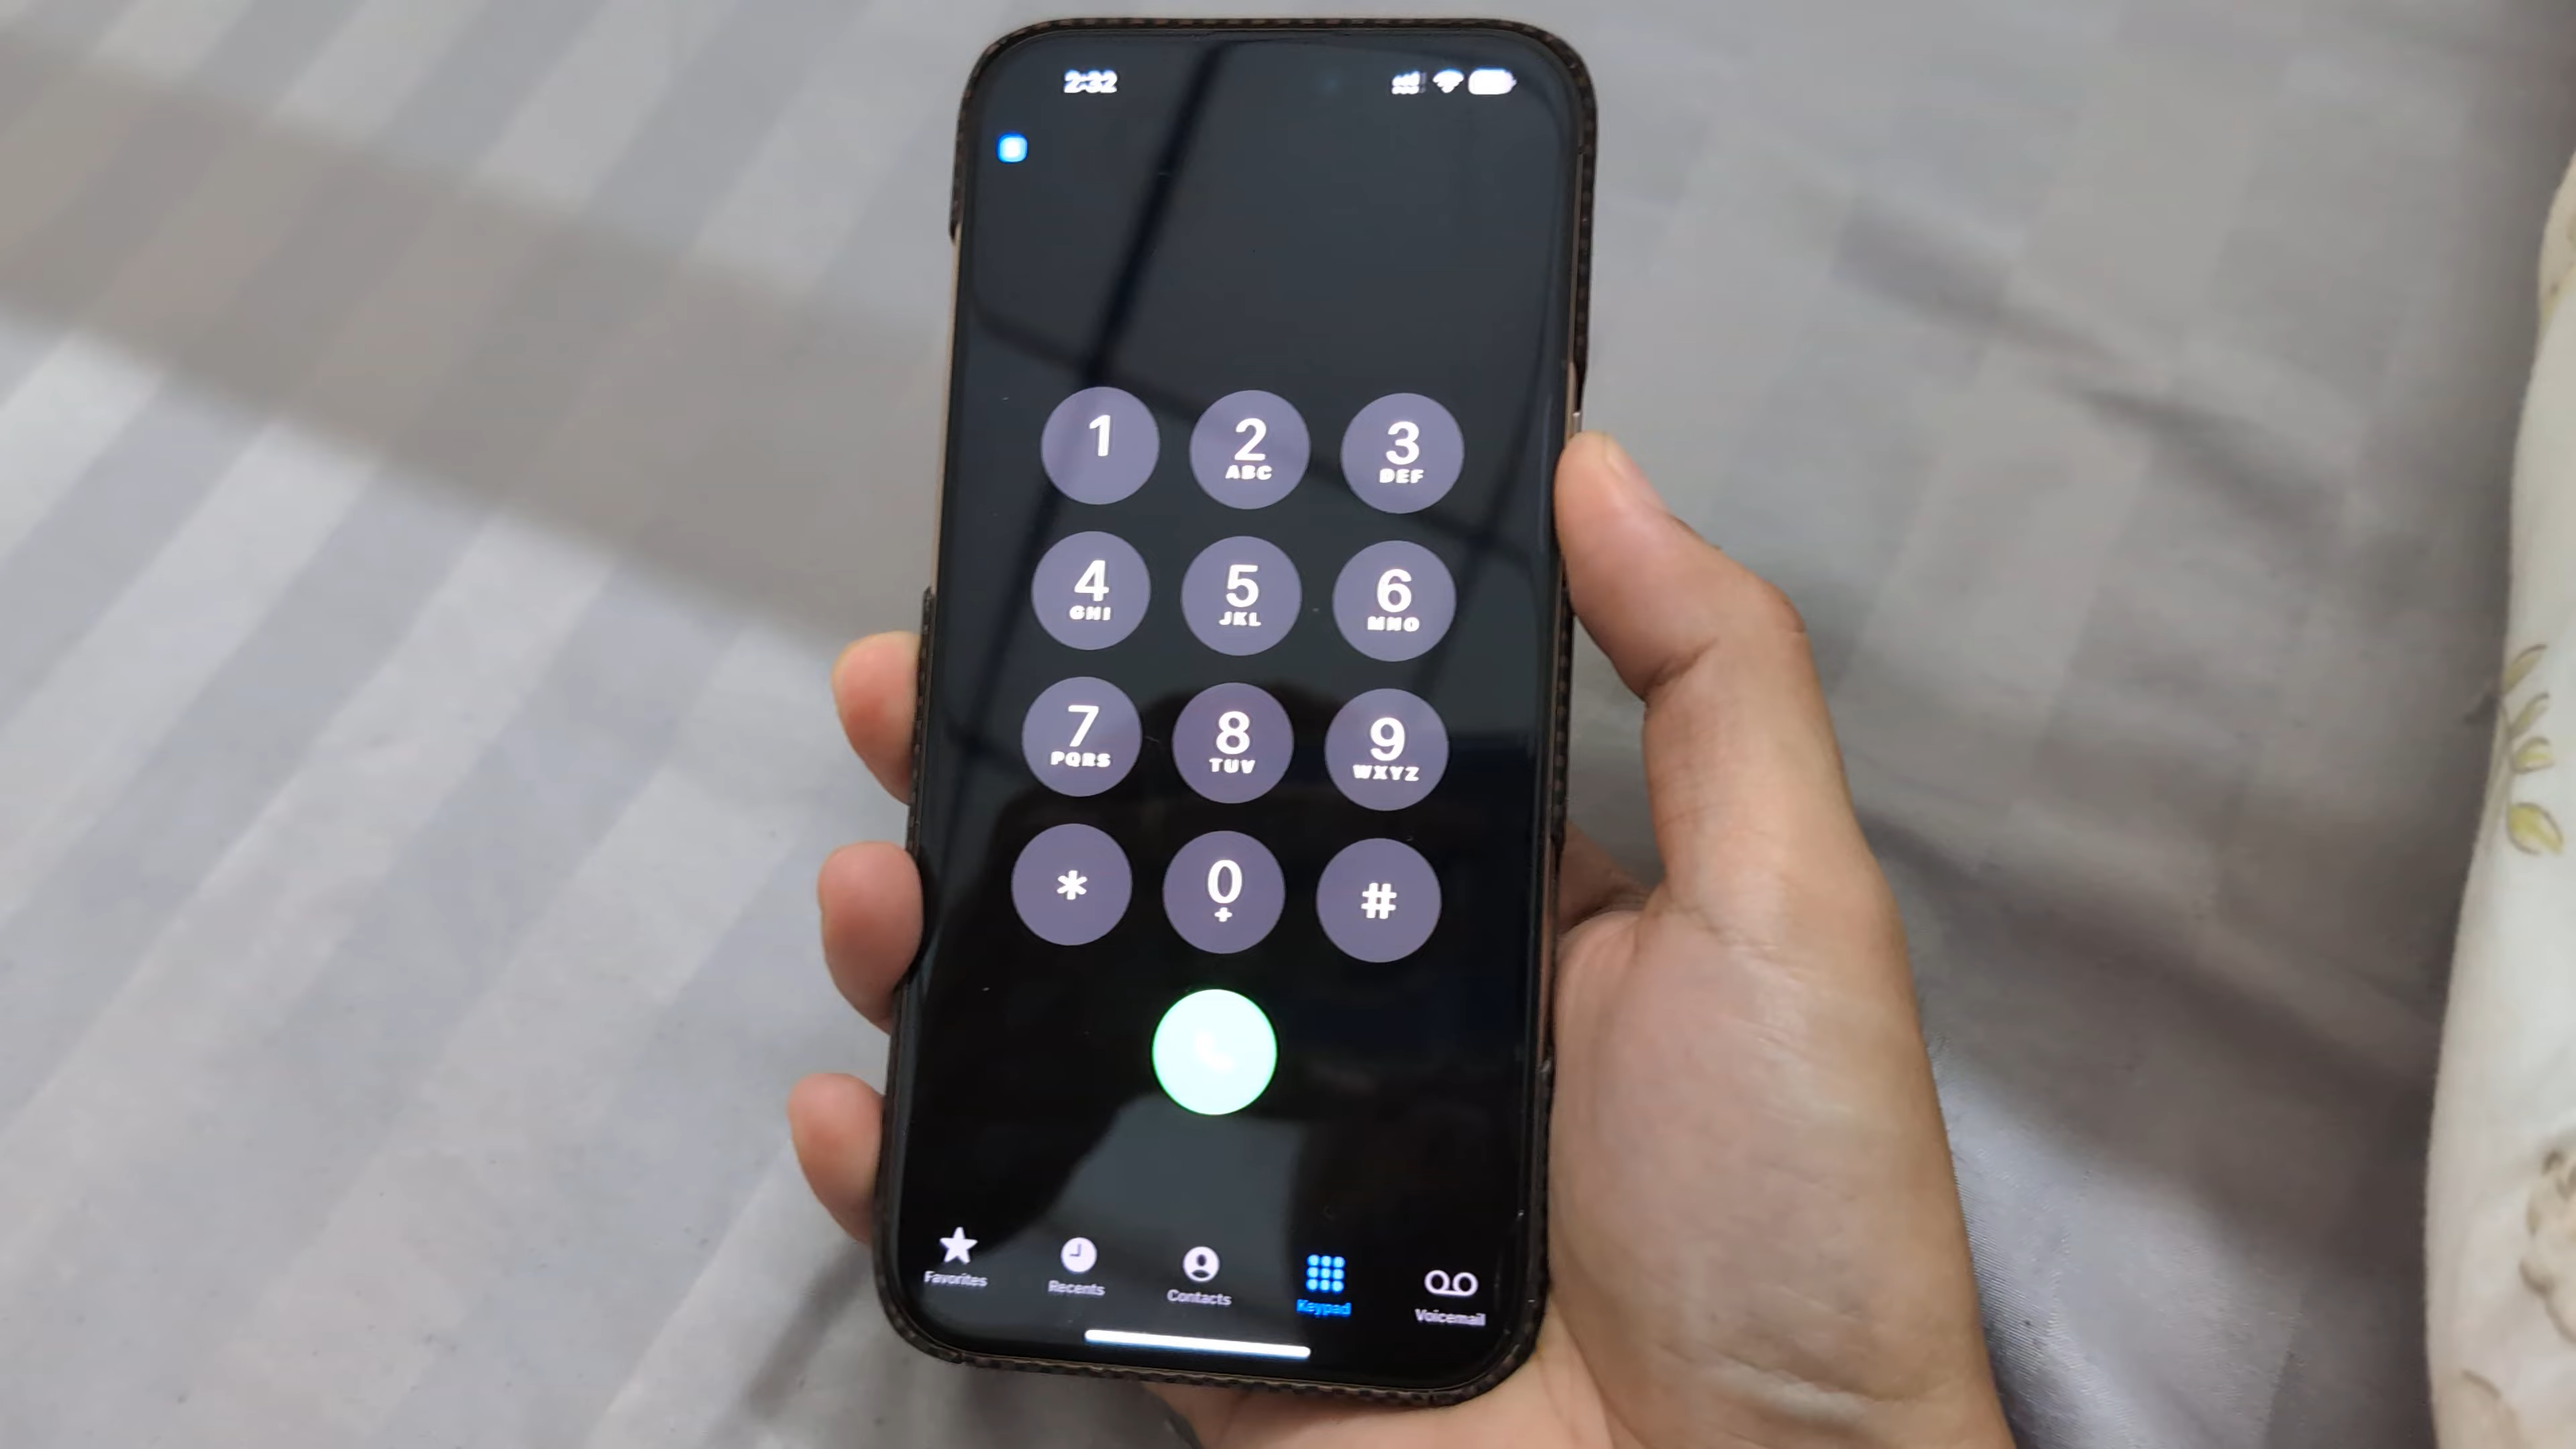 2:32
1 2 3
ABC DEF
4 5 6
GHI JKL MNO
7 8 9
PQRS TUV WXYZ
* 0 #
+
Favorites Recents Contacts Keypad Voicemail